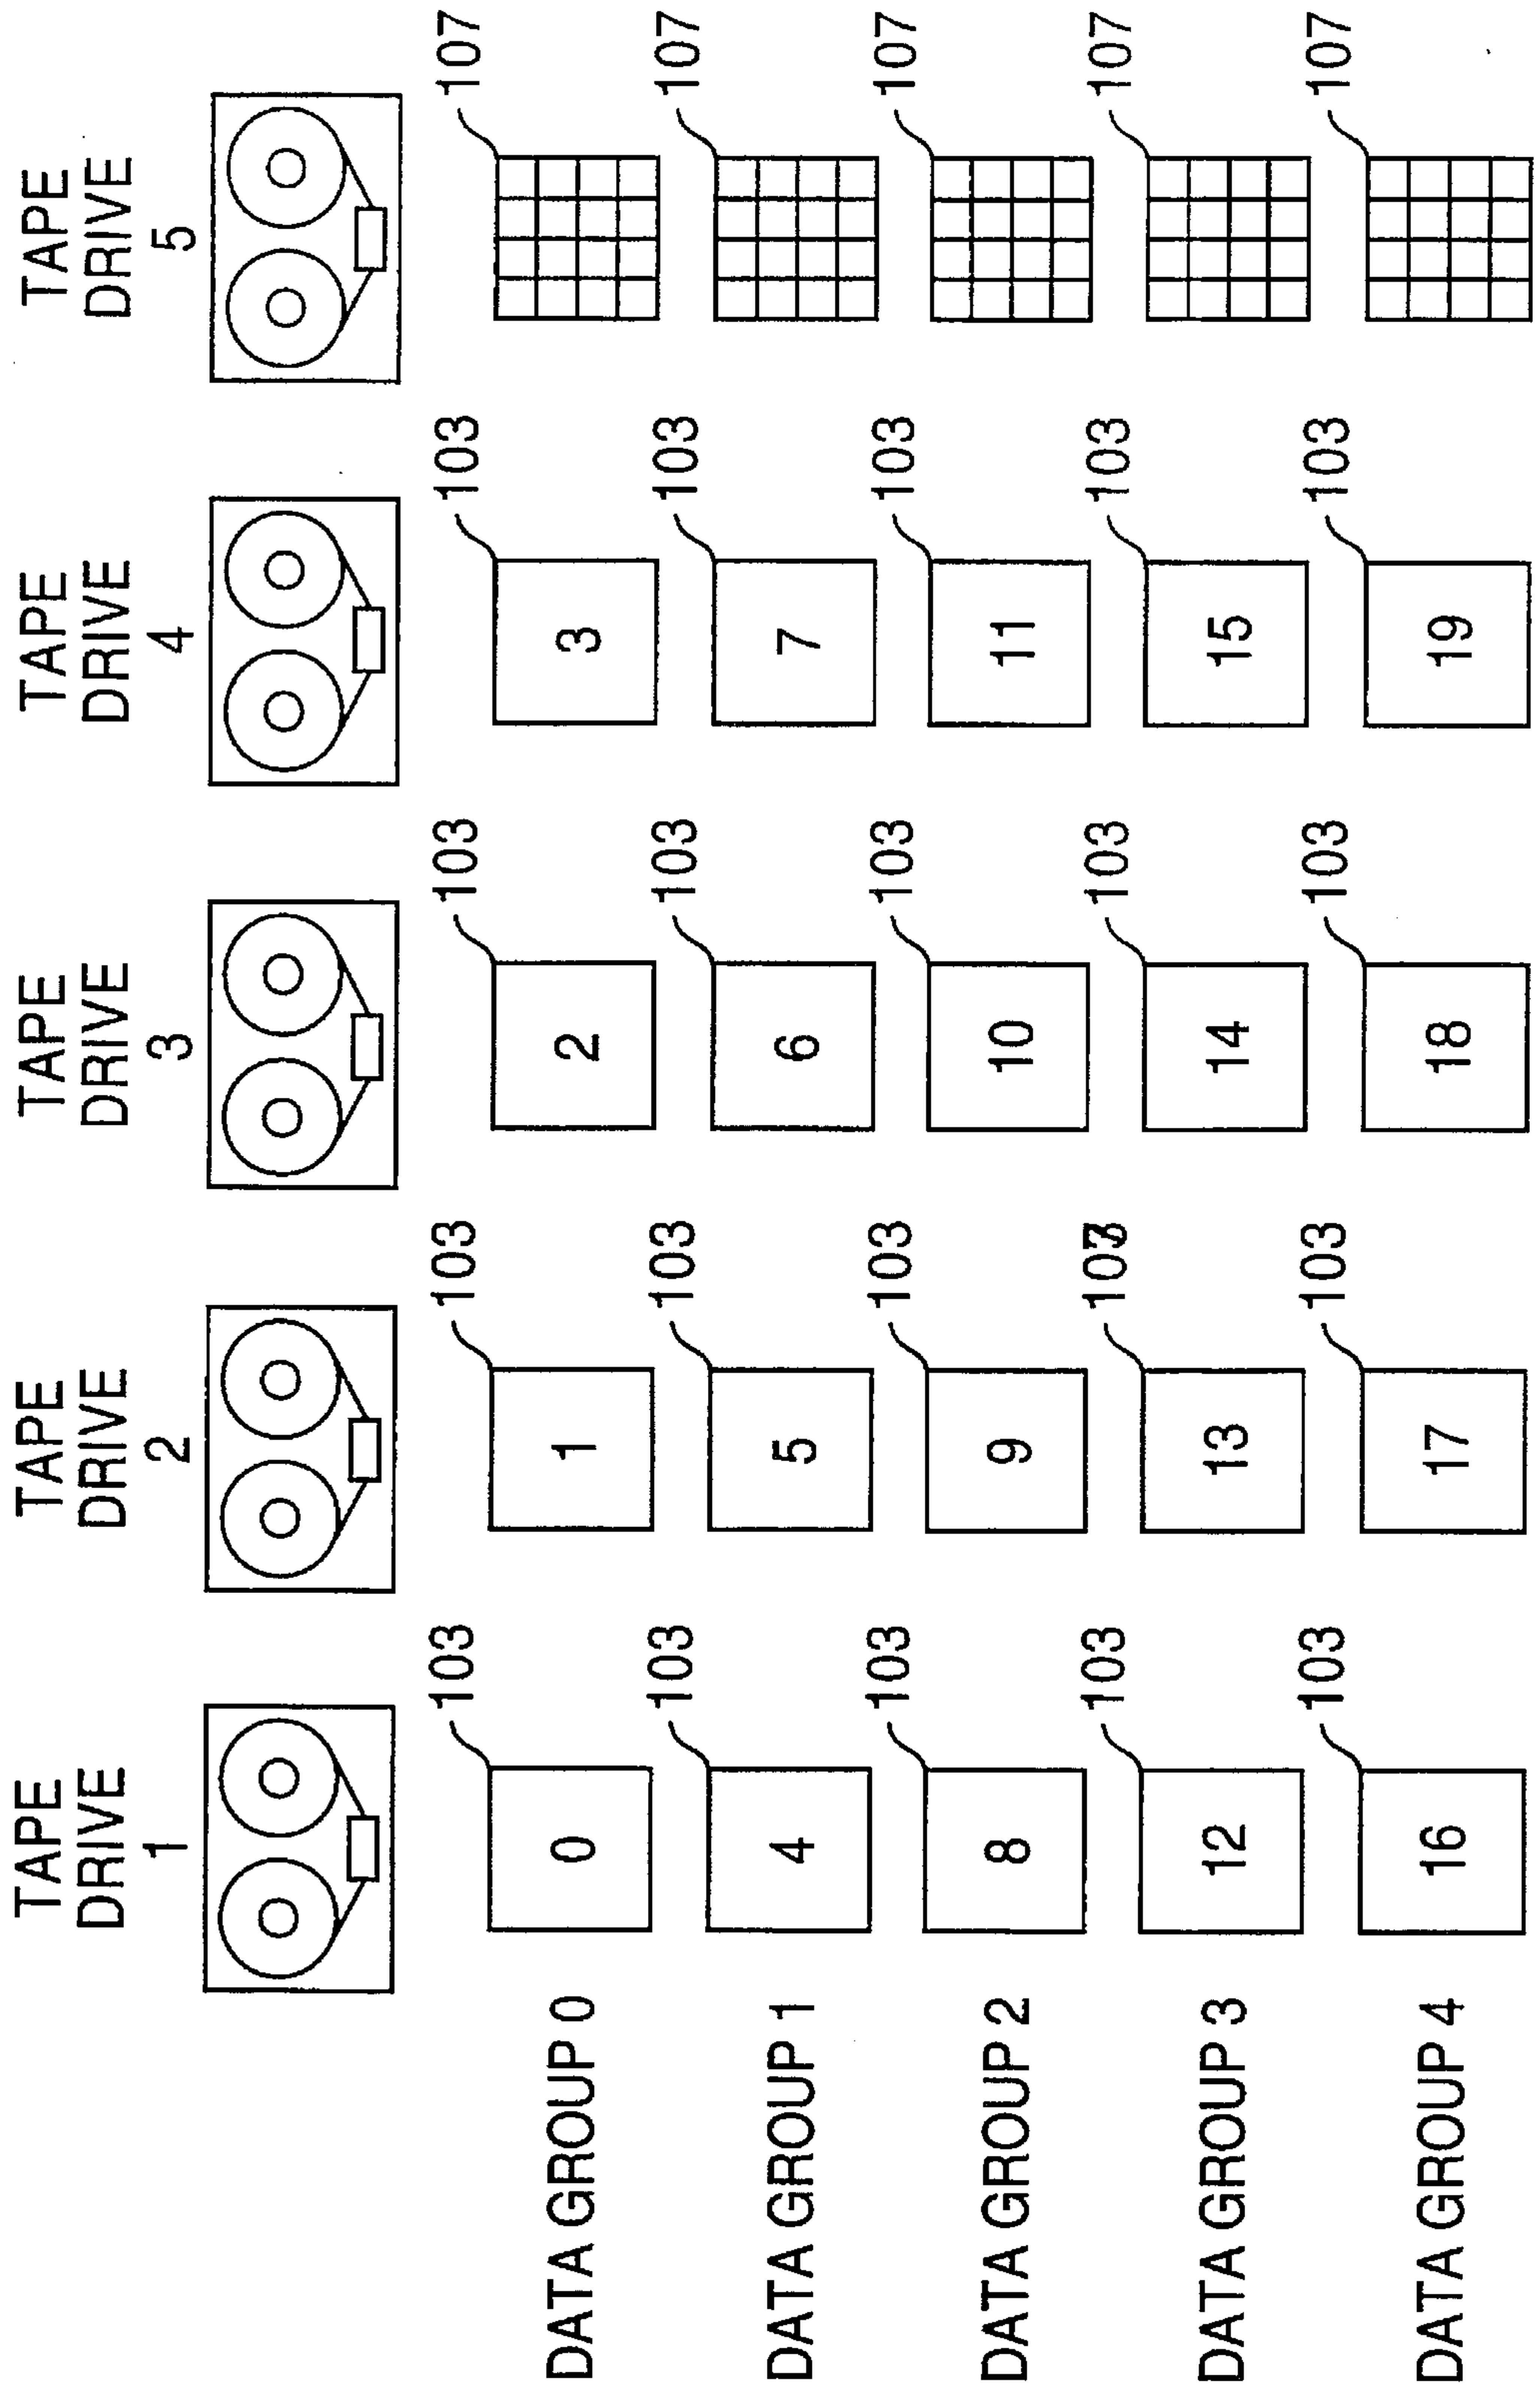 TAPE DRIVE 1
TAPE DRIVE 2
TAPE DRIVE 3
TAPE DRIVE 4
TAPE DRIVE 5
103 103 103 103 107
DATA GROUP 0 0 1 2 3
103 103 103 103 107
DATA GROUP 1 4 5 6 7
103 103 103 103 107
DATA GROUP 2 8 9 10 11
103 103 103 107
DATA GROUP 3 12 13 14 15
103 103 103 103 107
DATA GROUP 4 16 17 18 19